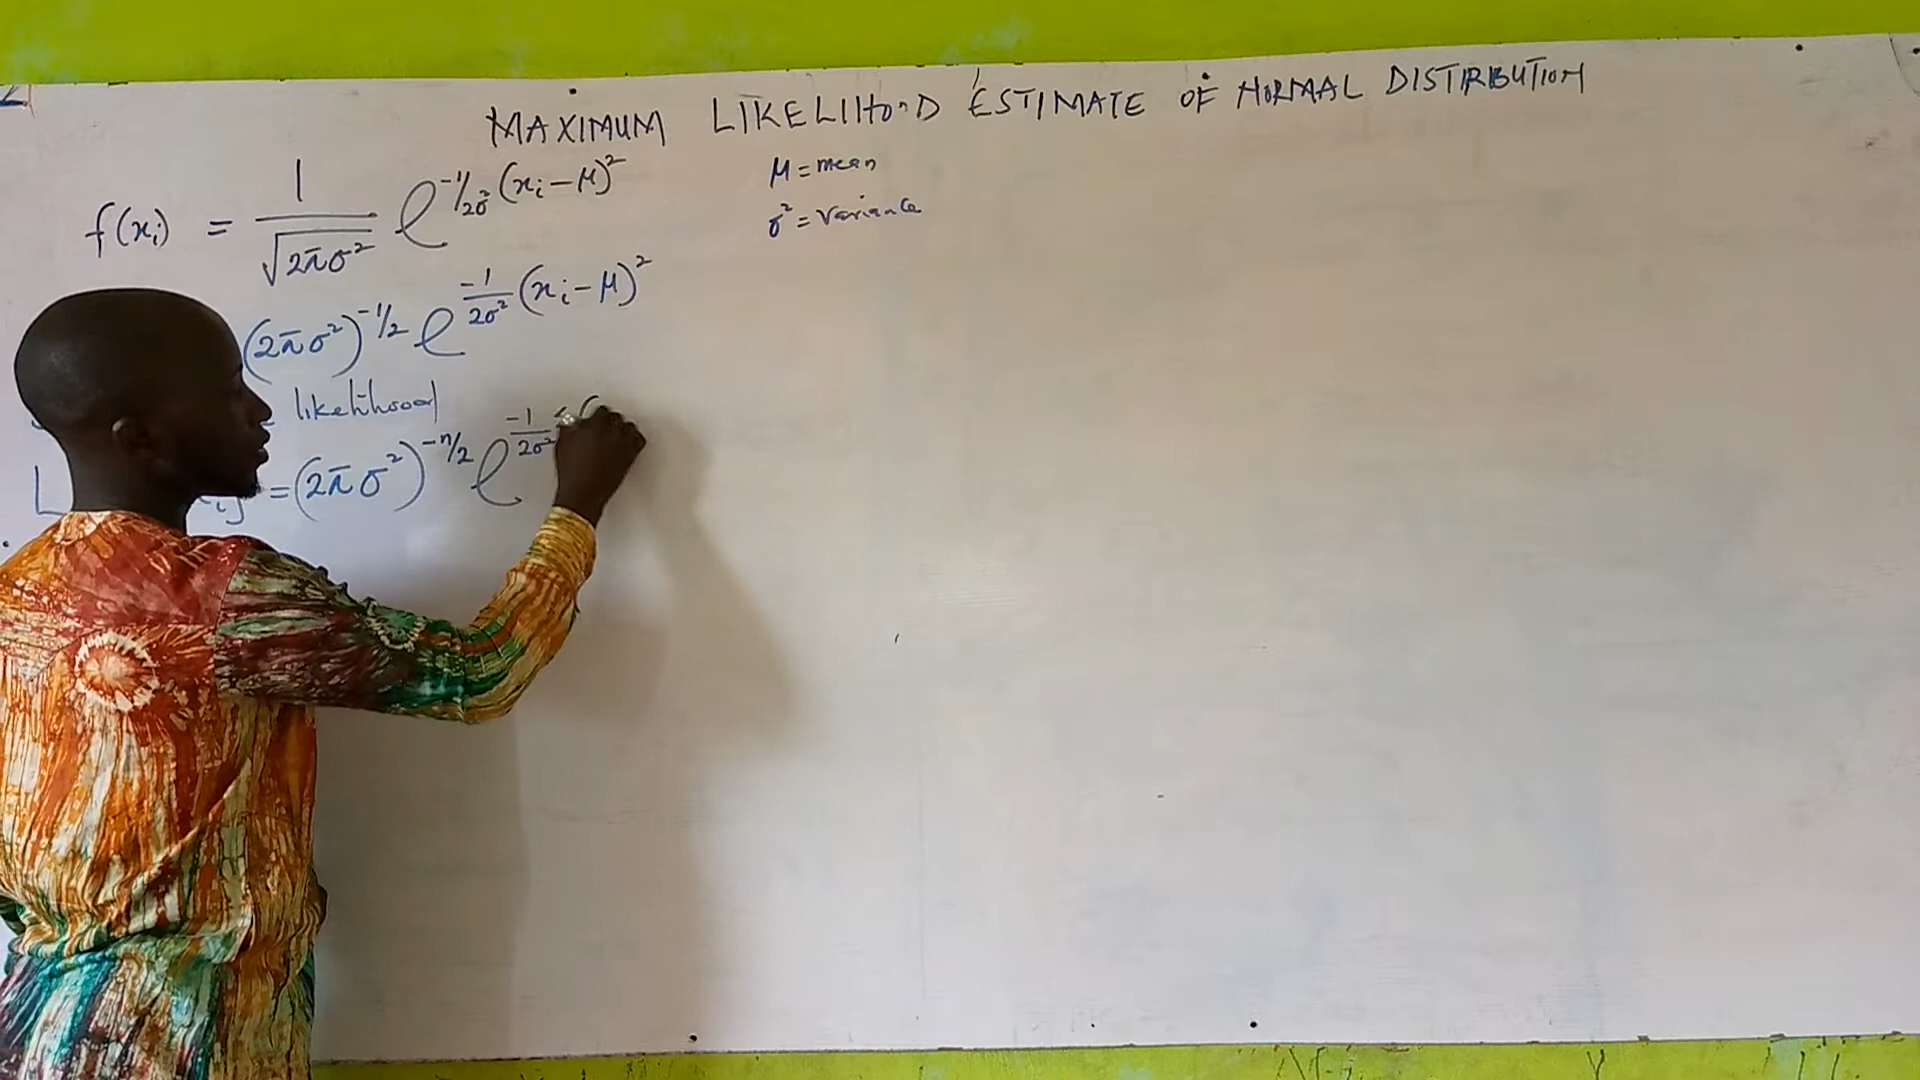 MAXIMUM LIKELIHOOD ESTIMATE OF NORMAL DISTIRBUTION
f(xᵢ) = 1/√(2πσ²) e^(-1/2σ² (xᵢ-μ)²)
μ = mean
σ² = variance
(2πσ²)^(-1/2) e^(-1/2σ² (xᵢ-μ)²)
likelihood
L = (2πσ²)^(-n/2) e^(-1/2σ²